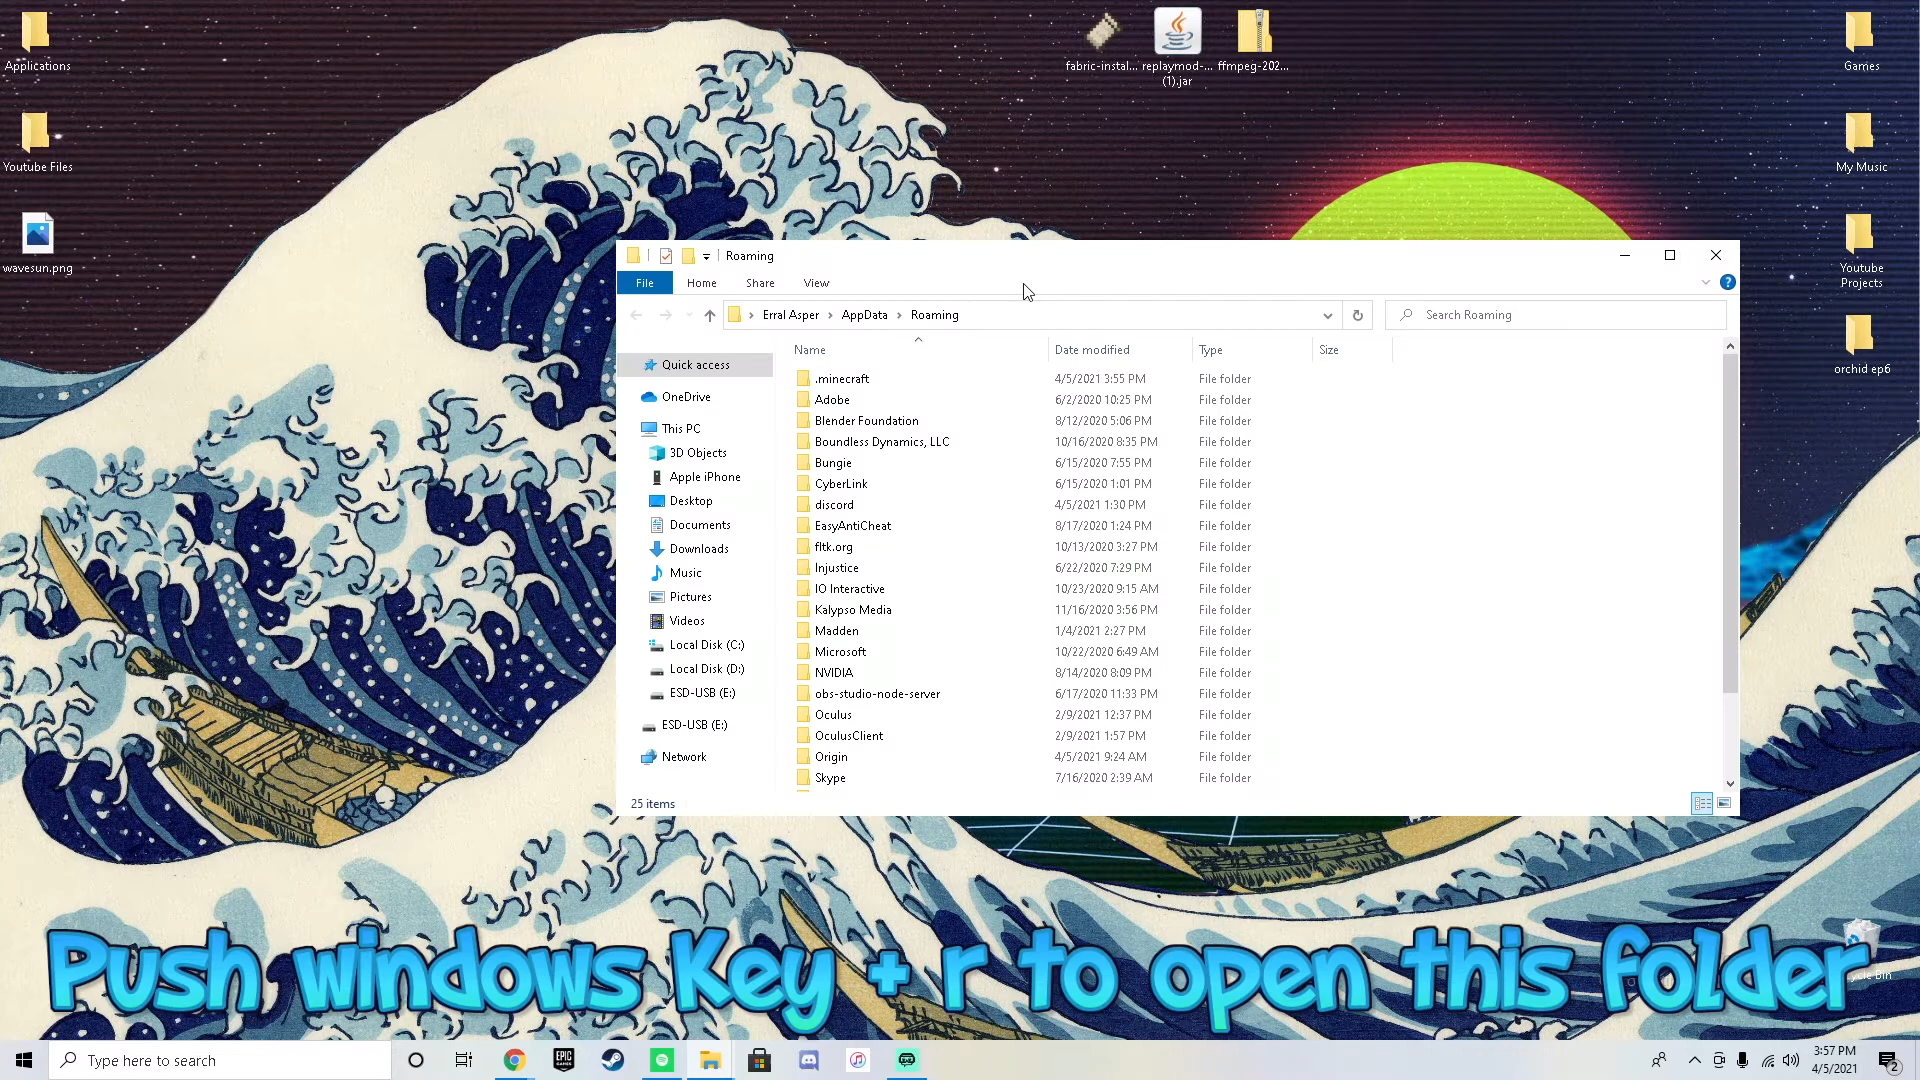 Applications
Youtube Files
wavesun.png
fabric-instal...
replaymod-...
(1).jar
ffmpeg-202...
Games
My Music
Youtube
Projects
orchid ep6
Roaming
File
Home
Share
View
Erral Asper
AppData
Roaming
Search Roaming
Name
Date modified
Type
Size
Quick access
OneDrive
This PC
3D Objects
Apple iPhone
Desktop
Documents
Downloads
Music
Pictures
Videos
Local Disk (C:)
Local Disk (D:)
ESD-USB (E:)
ESD-USB (E:)
Network
.minecraft 4/5/2021 3:55 PM File folder
Adobe 6/2/2020 10:25 PM File folder
Blender Foundation 8/12/2020 5:06 PM File folder
Boundless Dynamics, LLC 10/16/2020 8:35 PM File folder
Bungie 6/15/2020 7:55 PM File folder
CyberLink 6/15/2020 1:01 PM File folder
discord 4/5/2021 1:30 PM File folder
EasyAntiCheat 8/17/2020 1:24 PM File folder
fltk.org 10/13/2020 3:27 PM File folder
Injustice 6/22/2020 7:29 PM File folder
IO Interactive 10/23/2020 9:15 AM File folder
Kalypso Media 11/16/2020 3:56 PM File folder
Madden 1/4/2021 2:27 PM File folder
Microsoft 10/22/2020 6:49 AM File folder
NVIDIA 8/14/2020 8:09 PM File folder
obs-studio-node-server 6/17/2020 11:33 PM File folder
Oculus 2/9/2021 12:37 PM File folder
OculusClient 2/9/2021 1:57 PM File folder
Origin 4/5/2021 9:24 AM File folder
Skype 7/16/2020 2:39 AM File folder
25 items
Push windows Key + r to open this folder
Bin
Type here to search
EPIC
GAMES
3:57 PM
4/5/2021
2